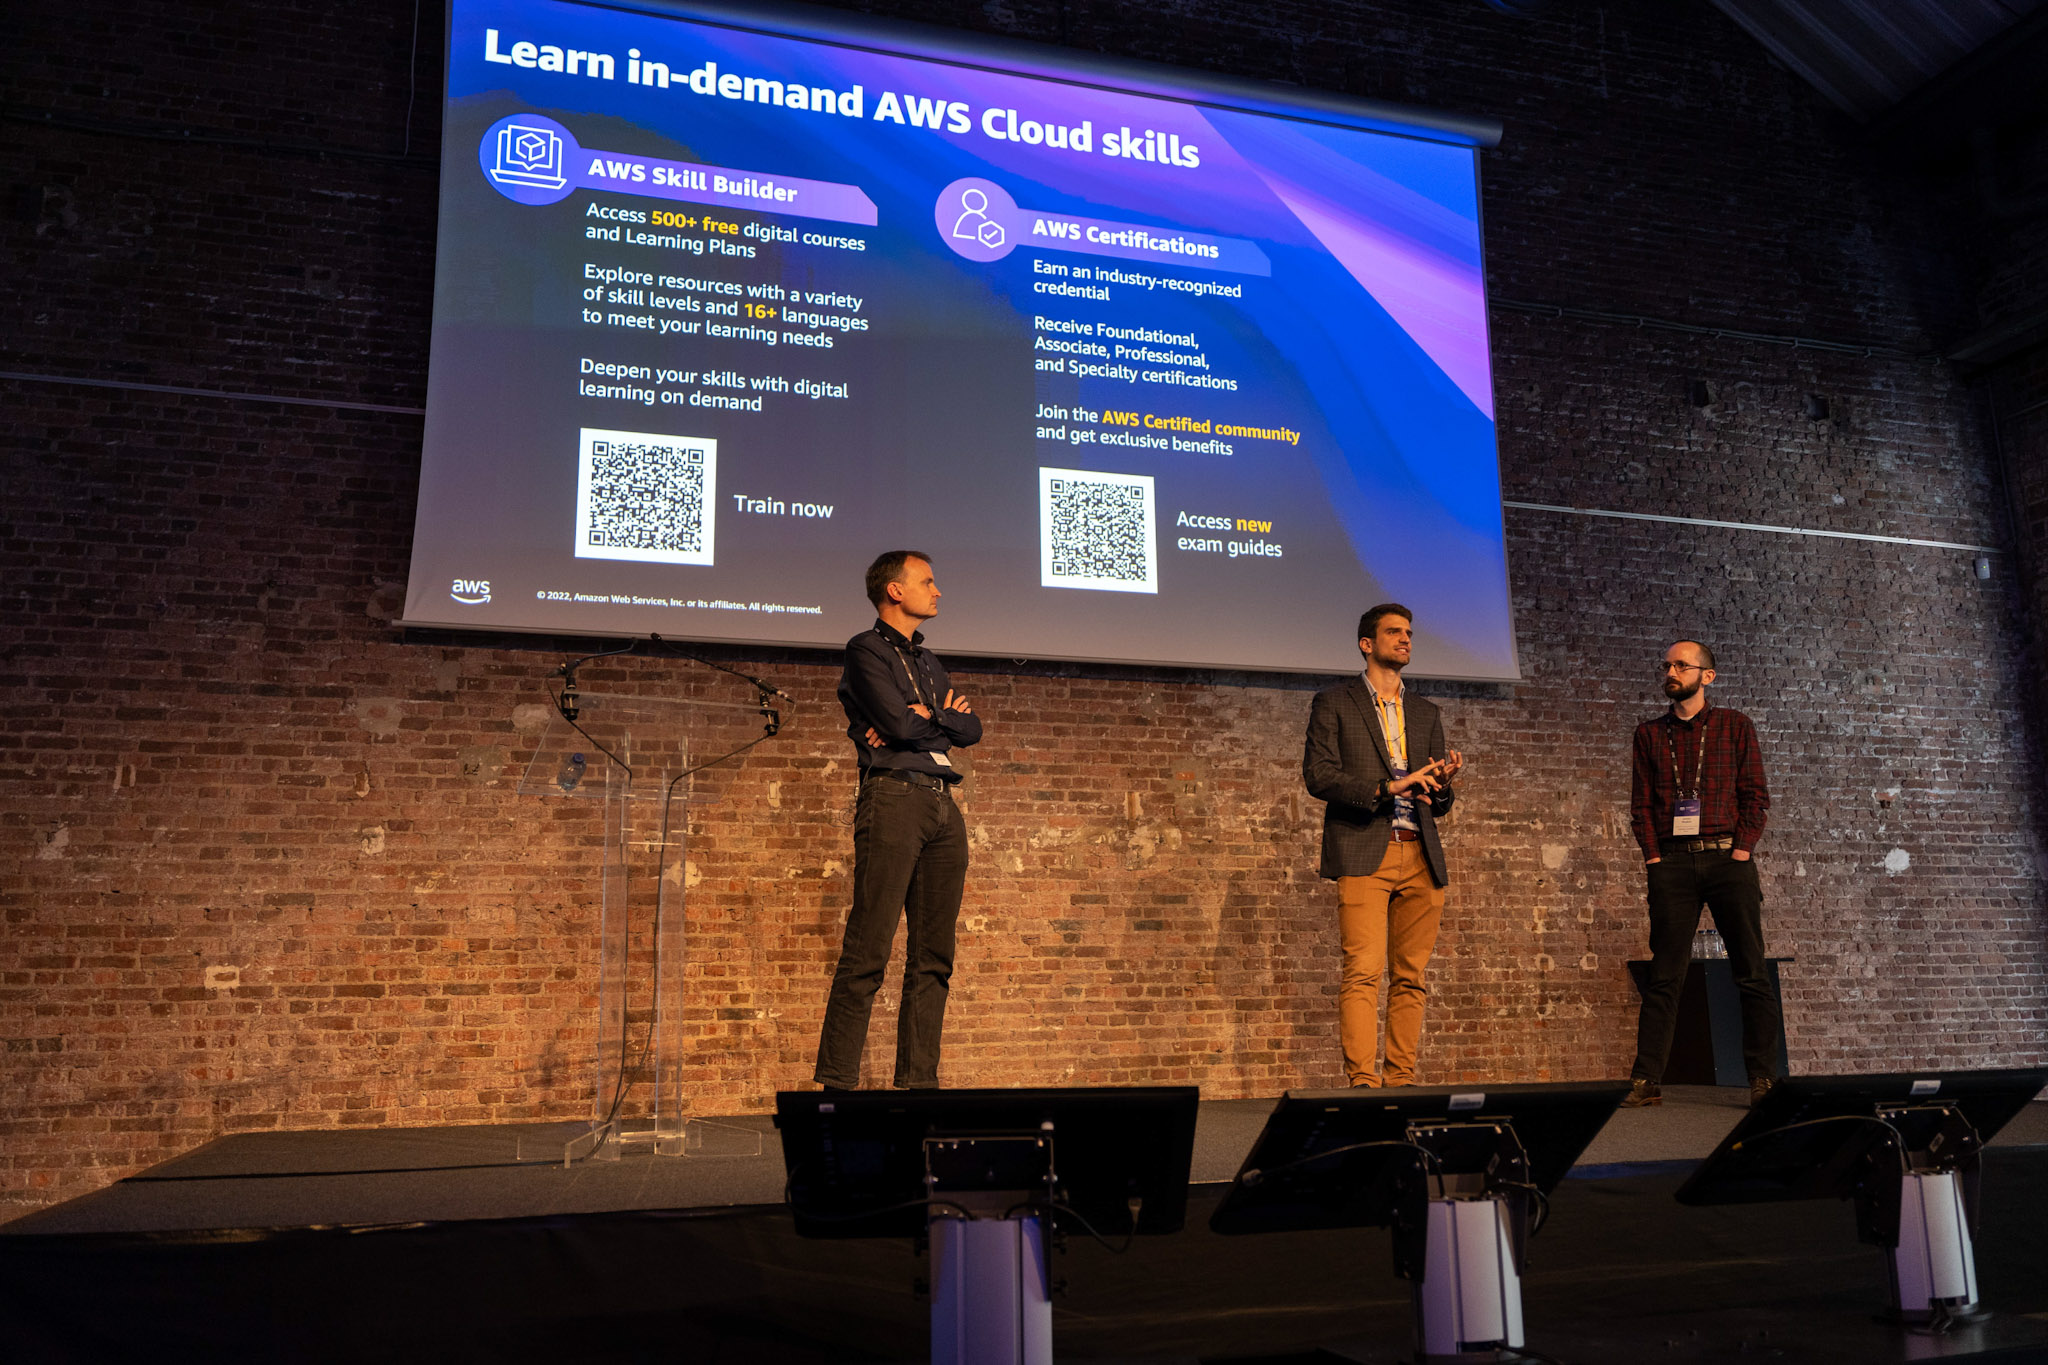 Learn in-demand AWS Cloud skills
AWS Skill Builder
Access 500+ free digital courses
and Learning Plans
Explore resources with a variety
of skill levels and 16+ languages
to meet your learning needs
Deepen your skills with digital
learning on demand
Train now
AWS Certifications
Earn an industry-recognized
credential
Receive Foundational,
Associate, Professional,
and Specialty certifications
Join the AWS Certified community
and get exclusive benefits
Access new
exam guides
aws
© 2022, Amazon Web Services, Inc. or its affiliates. All rights reserved.